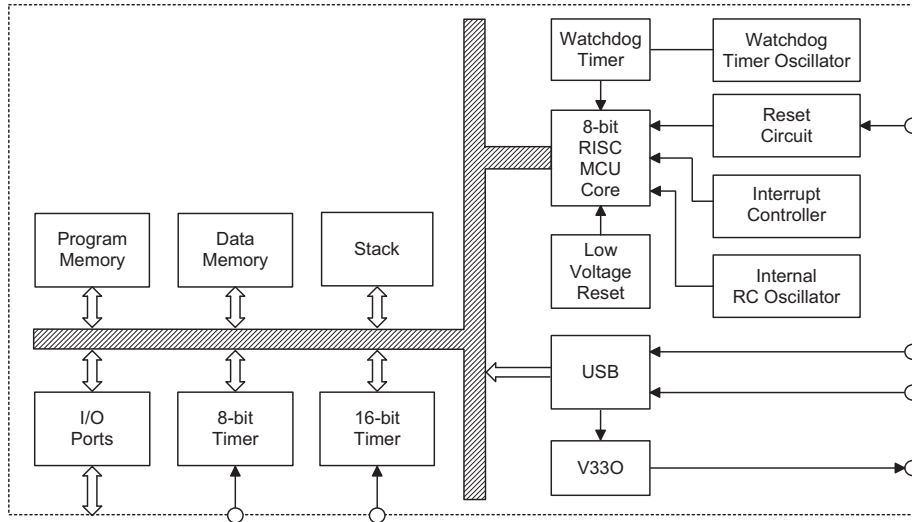 Watchdog
Timer
Watchdog
Timer Oscillator
8-bit
RISC
MCU
Core
Reset
Circuit
Interrupt
Controller
Low
Voltage
Reset
Internal
RC Oscillator
Program
Memory
Data
Memory
Stack
I/O
Ports
8-bit
Timer
16-bit
Timer
USB
V33O